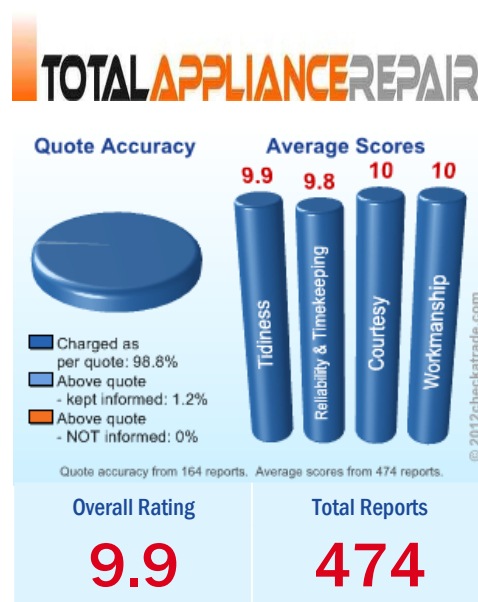 TOTALAPPLIANCEREPAIR
Quote Accuracy
Charged as
per quote: 98.8%
Above quote
- kept informed: 1.2%
Above quote
- NOT informed: 0%
Average Scores
9.9
9.8
10
10
Tidiness
Reliability & Timekeeping
Courtesy
Workmanship
© 2012checkatrade.com
Quote accuracy from 164 reports. Average scores from 474 reports.
Overall Rating
9.9
Total Reports
474